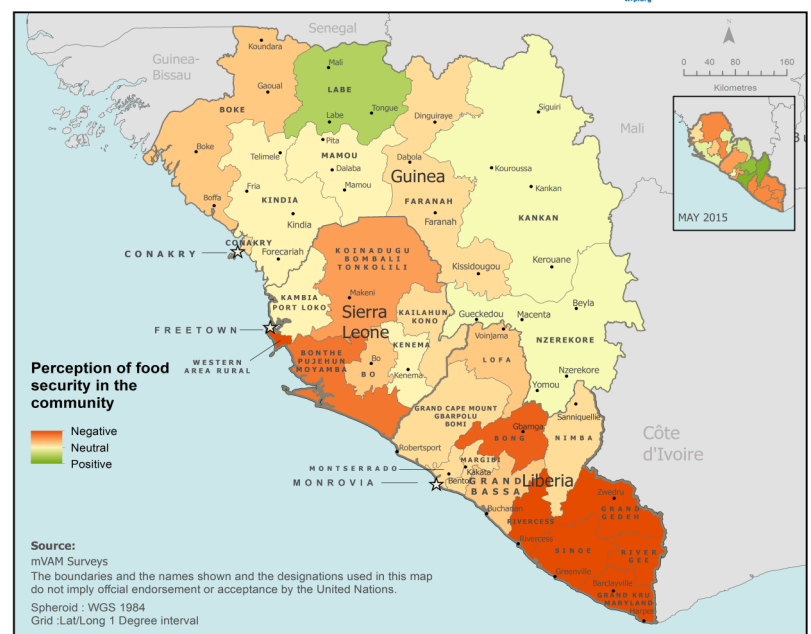 wfp.org
Senegal
Guinea-
Bissau
Mali
Côte
d'Ivoire
N
0 40 80 160
Kilometres
MAY 2015
Koundara
Gaoual
BOKE
Boke
Boffa
Mali
LABE
Labe
Tongue
Pita
Telimele
MAMOU
Dalaba
Mamou
Fria
KINDIA
Kindia
CONAKRY
CONAKRY
Forecariah
Dinguiraye
Dabola
Guinea
FARANAH
Faranah
Kissidougou
Siguiri
Kouroussa
Kankan
KANKAN
Kerouane
Beyla
Gueckedou
Macenta
NZEREKORE
Nzerekore
Yomou
KOINADUGU
BOMBALI
TONKOLILI
Makeni
KAMBIA
PORT LOKO
Sierra
Leone
KAILAHUN
KONO
KENEMA
Kenema
FREETOWN
WESTERN
AREA RURAL
BONTHE
PUJEHUN
MOYAMBA
Bo
BO
Voinjama
LOFA
GRAND CAPE MOUNT
GBARPOLU
BOMI
Gbarnga
BONG
Sanniquellie
NIMBA
Robertsport
MARGIBI
Kakata
MONTSERRADO
Bentol
MONROVIA
GRAND
BASSA
Liberia
Buchanan
RIVERCESS
Rivercess
Zwedru
GRAND
GEDEH
SINOE
RIVER
GEE
Greenville
Barclayville
GRAND KRU
MARYLAND
Harper
Perception of food
security in the
community
Negative
Neutral
Positive
Source:
mVAM Surveys
The boundaries and the names shown and the designations used in this map
do not imply offcial endorsement or acceptance by the United Nations.
Spheroid : WGS 1984
Grid :Lat/Long 1 Degree interval